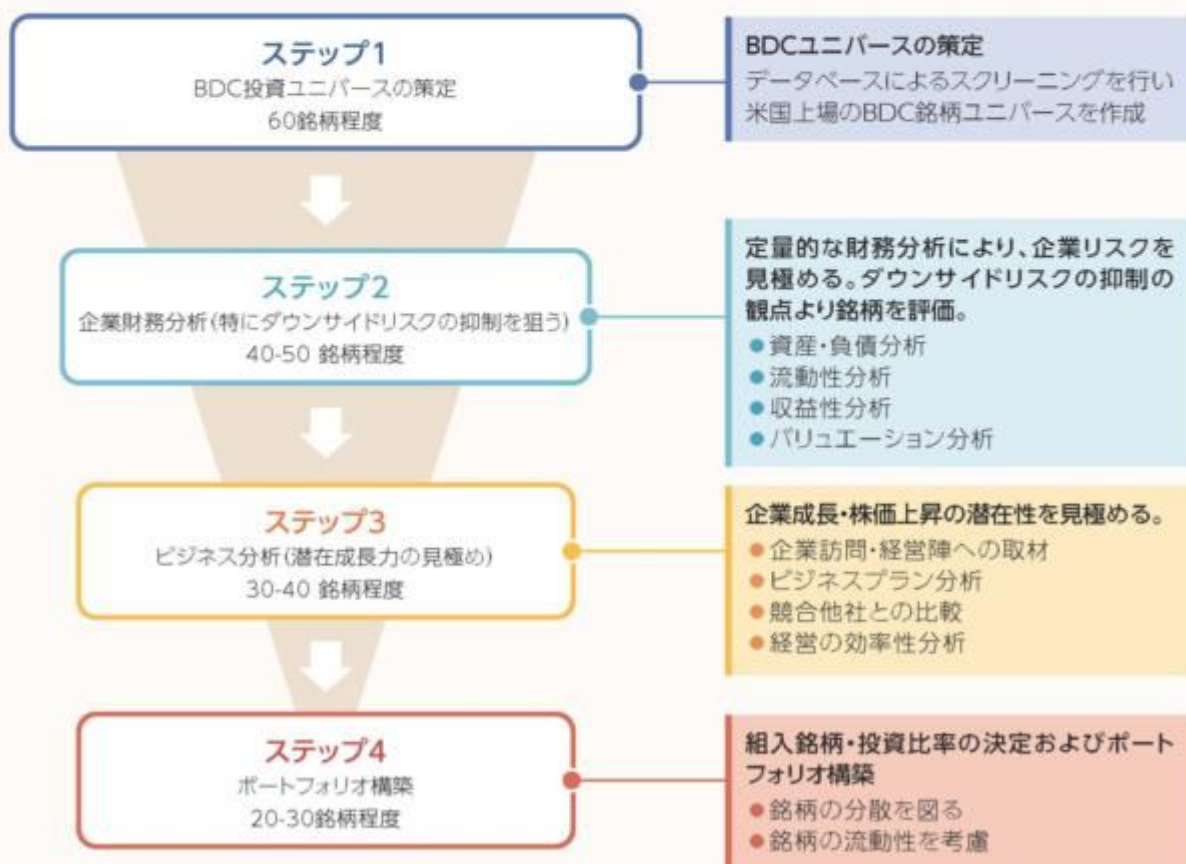 ステップ1
BDC投資ユニバースの策定
60銘柄程度
BDCユニバースの策定
データベースによるスクリーニングを行い
米国上場のBDC銘柄ユニバースを作成
ステップ2
企業財務分析(特にダウンサイドリスクの抑制を狙う)
40-50 銘柄程度
定量的な財務分析により、企業リスクを
見極める。ダウンサイドリスクの抑制の
観点より銘柄を評価。
●資産・負債分析
●流動性分析
●収益性分析
●バリュエーション分析
ステップ3
ビジネス分析(潜在成長力の見極め)
30-40 銘柄程度
企業成長・株価上昇の潜在性を見極める。
●企業訪問・経営陣への取材
●ビジネスプラン分析
●競合他社との比較
●経営の効率性分析
ステップ4
ポートフォリオ構築
20-30銘柄程度
組入銘柄・投資比率の決定およびポート
フォリオ構築
●銘柄の分散を図る
●銘柄の流動性を考慮